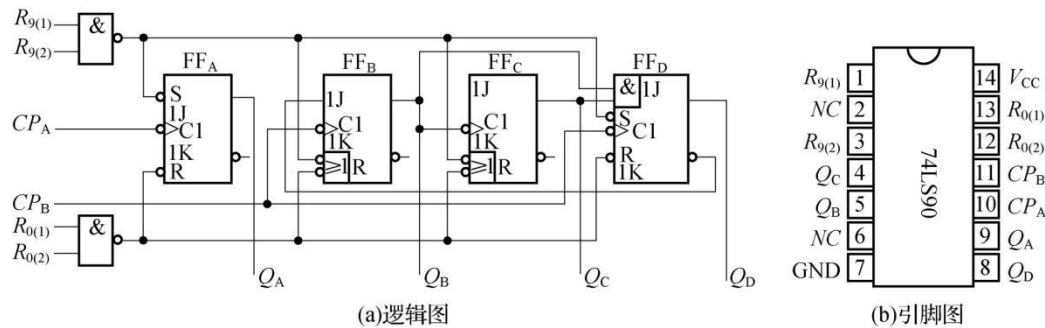 R9(1)
R9(2)
&
FFA
FFB
FFC
FFD
S
1J
C1
1K
R
1J
C1
1K
≥1 R
1J
C1
1K
≥1 R
& 1J
S
C1
R
1K
CPA
CPB
R0(1)
R0(2)
&
QA
QB
QC
QD
(a)逻辑图
R9(1) 1
NC 2
R9(2) 3
QC 4
QB 5
NC 6
GND 7
74LS90
14 VCC
13 R0(1)
12 R0(2)
11 CPB
10 CPA
9 QA
8 QD
(b)引脚图